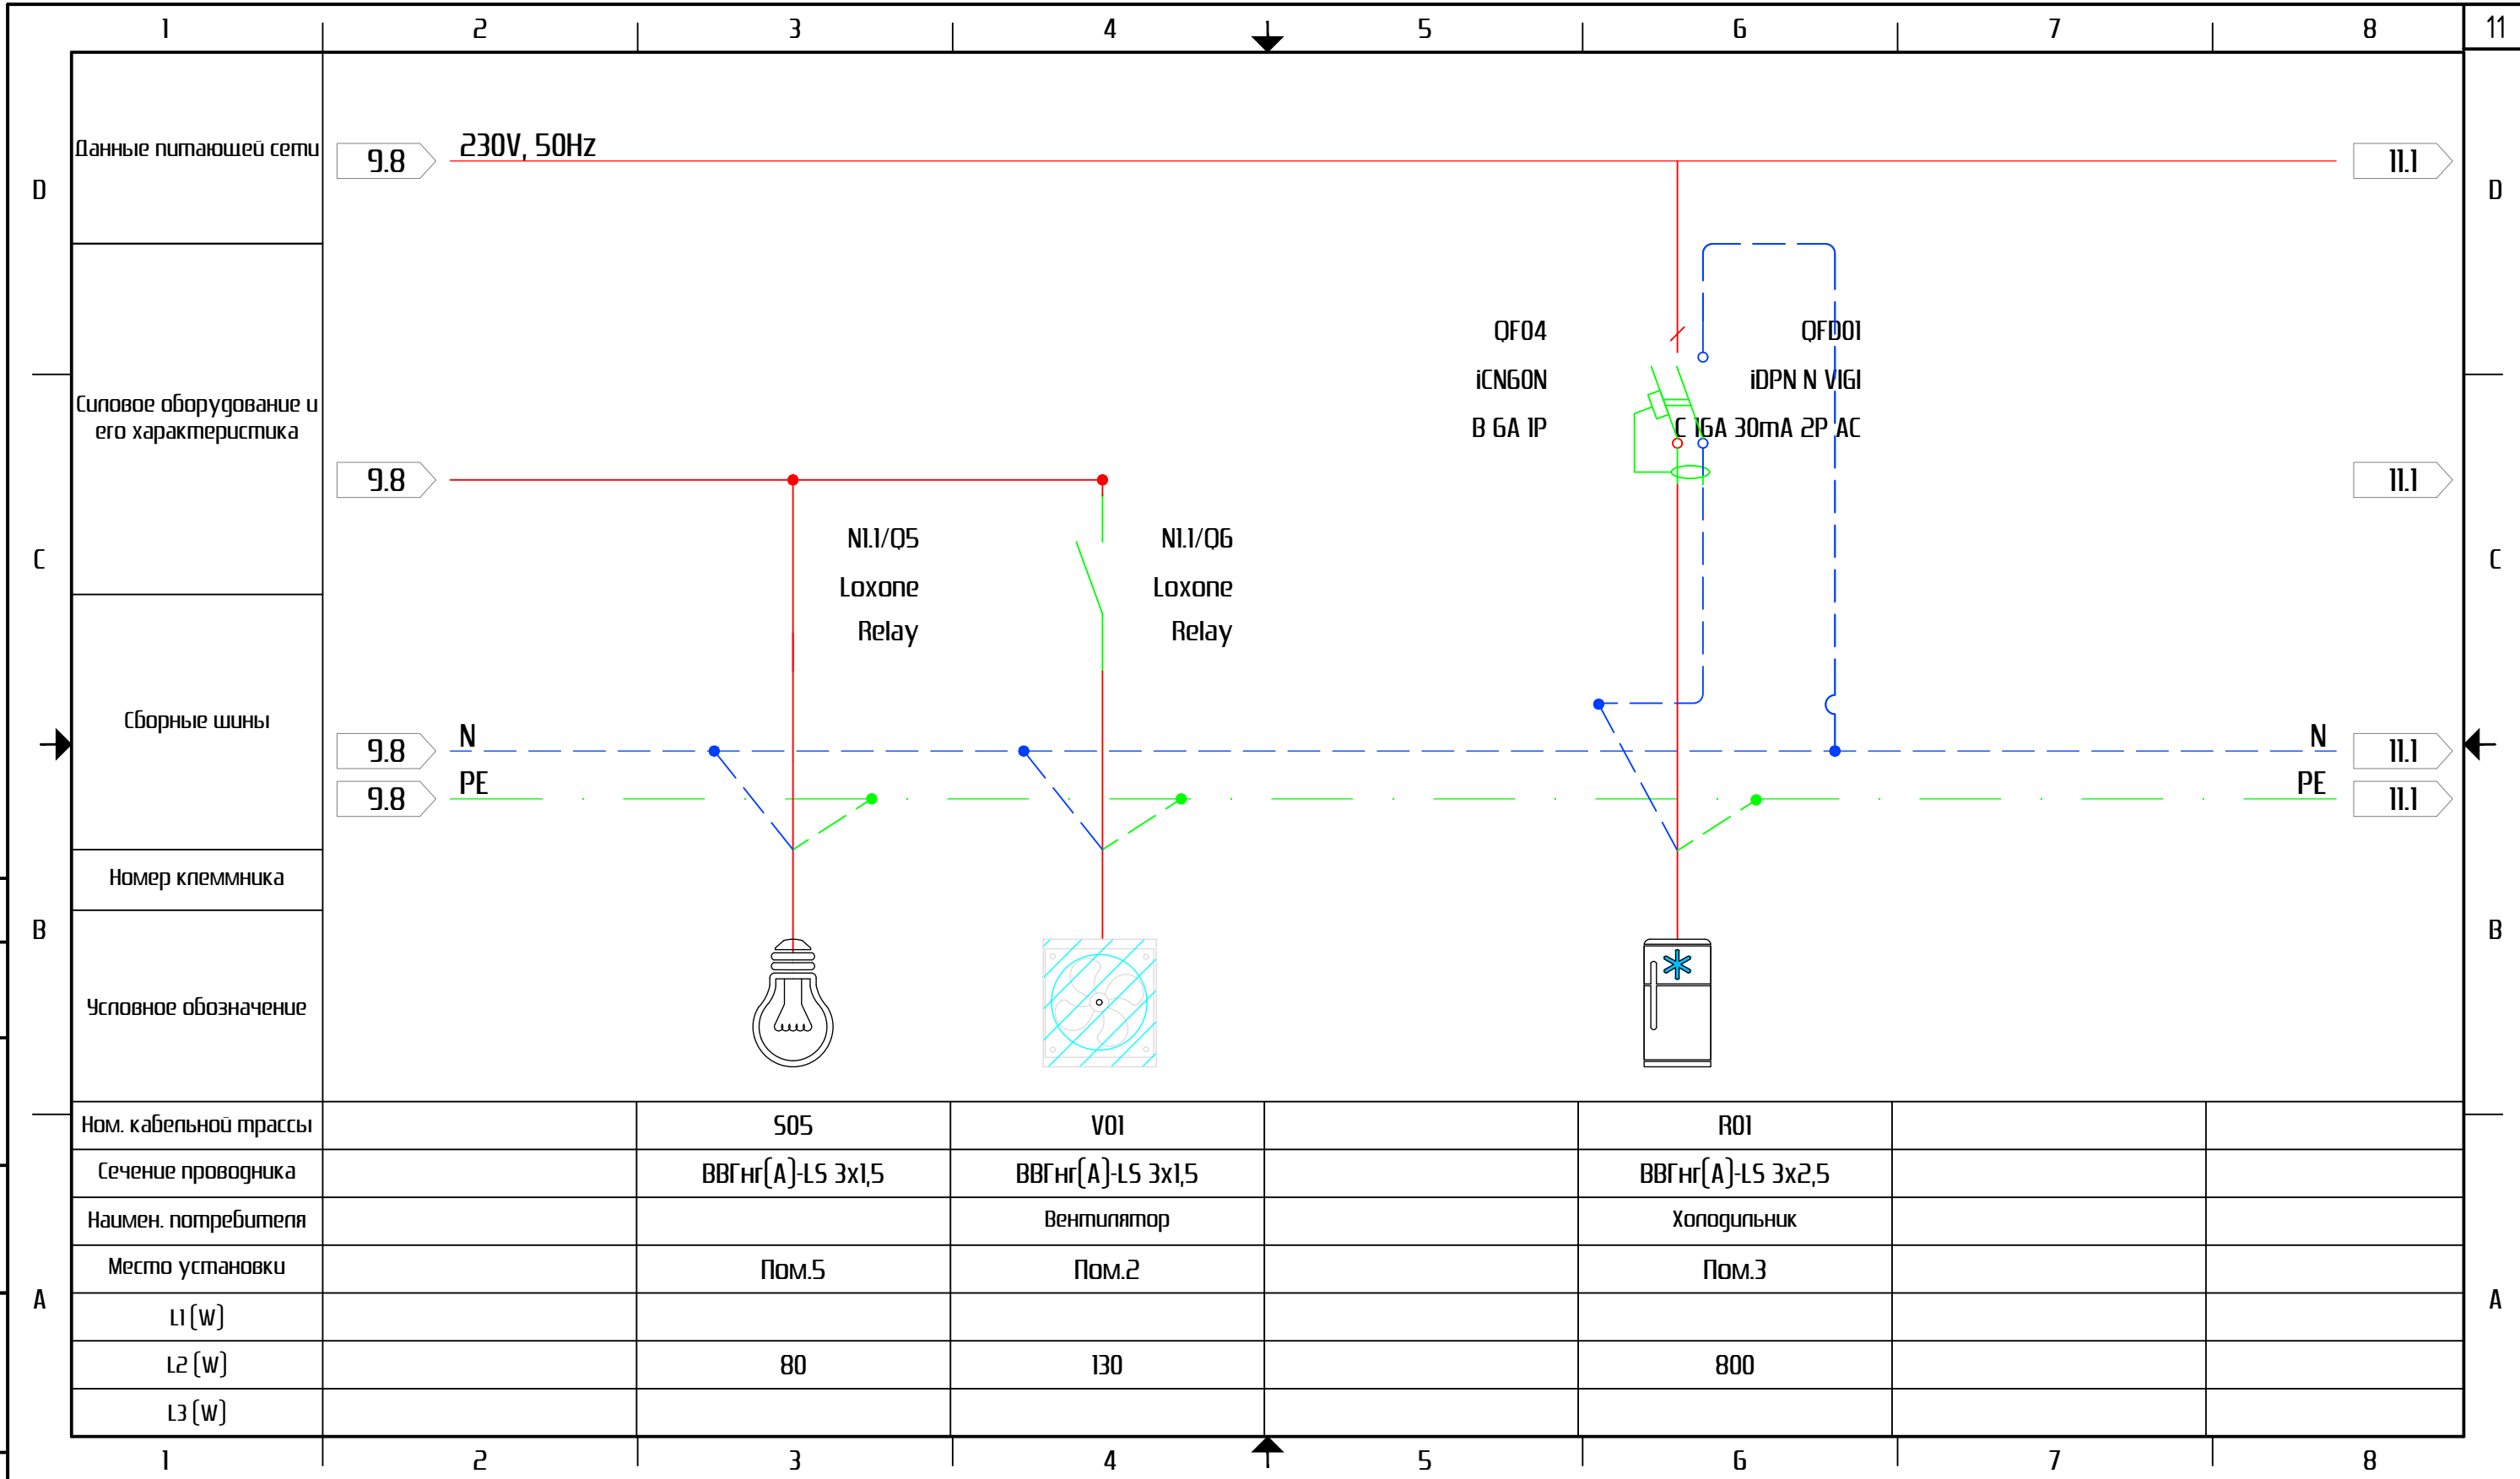 1 2 3 4 5 6 7 8 11
Данные питающей сети
9.8 230V, 50Hz 11.1
D D
QF04 QFD01
iCN60N iDPN N VIGI
B 6A 1P C 16A 30mA 2P AC
Силовое оборудование и
его характеристика
9.8 11.1
N1.1/Q5 N1.1/Q6
Loxone Loxone
Relay Relay
C C
Сборные шины
9.8 N N 11.1
9.8 PE PE 11.1
Номер клеммника
B B
Условное обозначение
Ном. кабельной трассы S05 V01 R01
Сечение проводника ВВГнг(А)-LS 3x1,5 ВВГнг(А)-LS 3x1,5 ВВГнг(А)-LS 3x2,5
Наимен. потребителя Вентилятор Холодильник
Место установки Пом.5 Пом.2 Пом.3
A A
L1 (W)
L2 (W) 80 130 800
L3 (W)
1 2 3 4 5 6 7 8